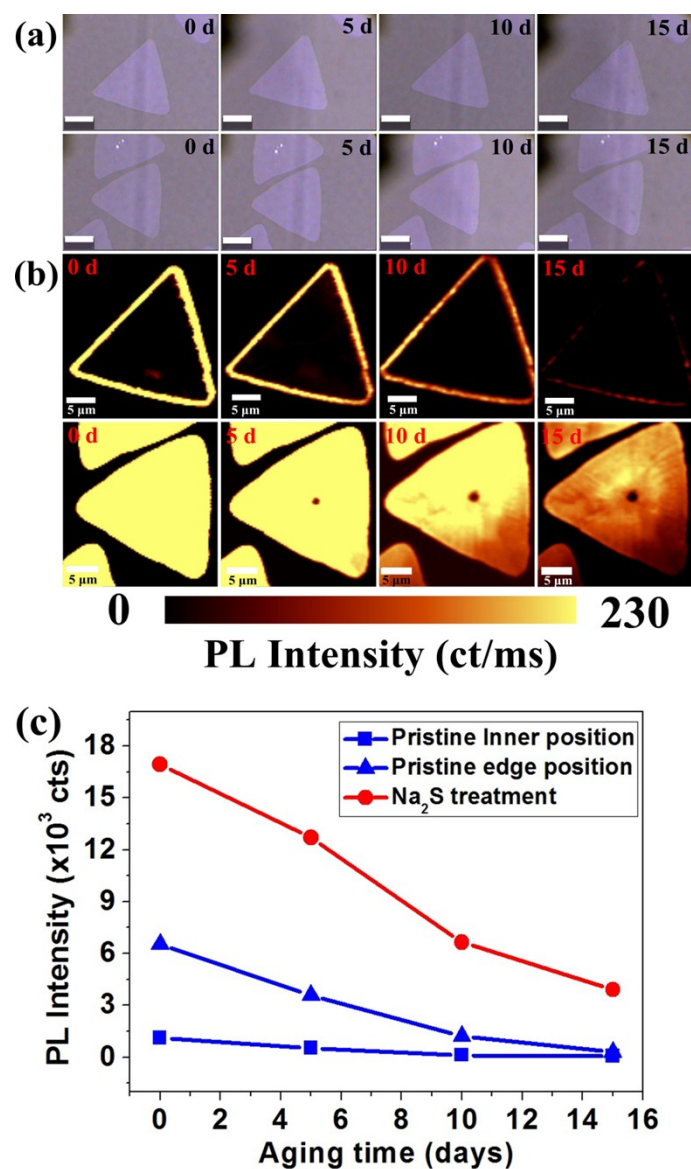 (a)
0 d 5 d 10 d 15 d
0 d 5 d 10 d 15 d
(b)
0 d 5 d 10 d 15 d
5 μm 5 μm 5 μm 5 μm
0 d 5 d 10 d 15 d
5 μm 5 μm 5 μm 5 μm
0 230
PL Intensity (ct/ms)
(c)
Pristine Inner position
Pristine edge position
Na₂S treatment
PL Intensity (x10³ cts)
18
15
12
9
6
3
0
0 2 4 6 8 10 12 14 16
Aging time (days)